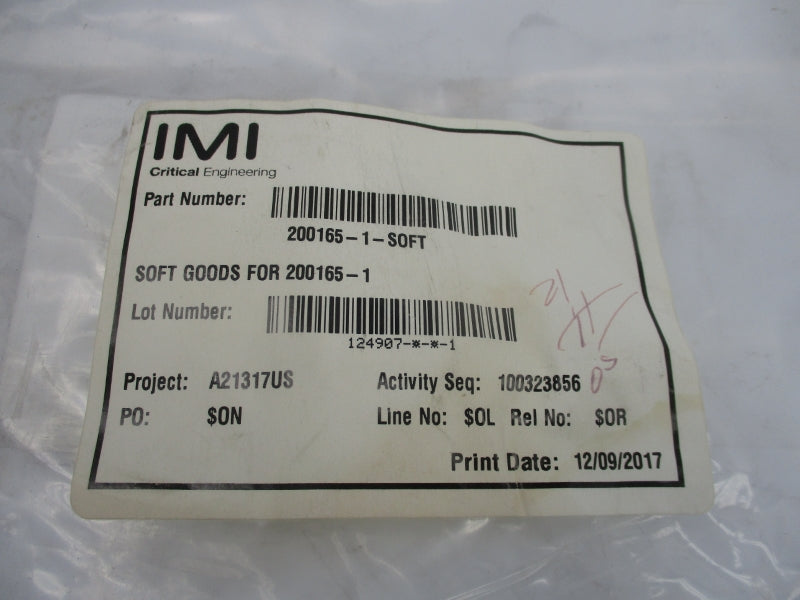 IMI
Critical Engineering
Part Number:
200165-1-SOFT
SOFT GOODS FOR 200165-1
Lot Number:
124907-*-*-1
Project: A21317US Activity Seq: 100323856
PO: $ON Line No: $OL Rel No: $OR
Print Date: 12/09/2017